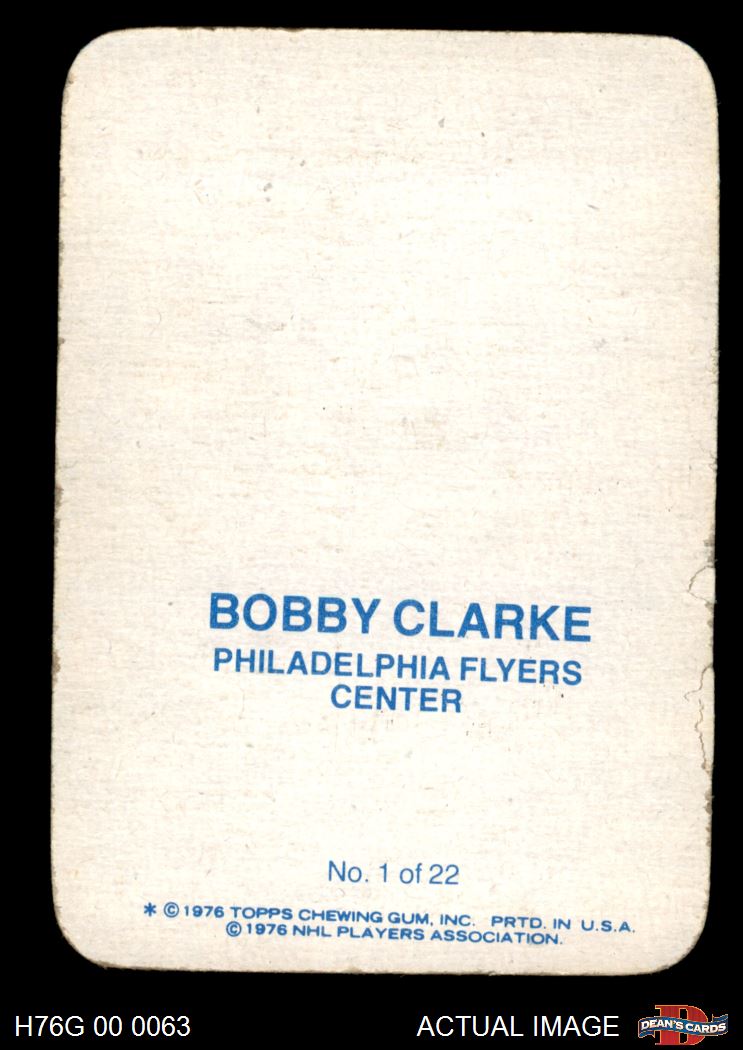 BOBBY CLARKE
PHILADELPHIA FLYERS
CENTER
No. 1 of 22
* © 1976 TOPPS CHEWING GUM, INC. PRTD. IN U.S.A.
© 1976 NHL PLAYERS ASSOCIATION.
H76G 00 0063 ACTUAL IMAGE D DEAN'S CARDS